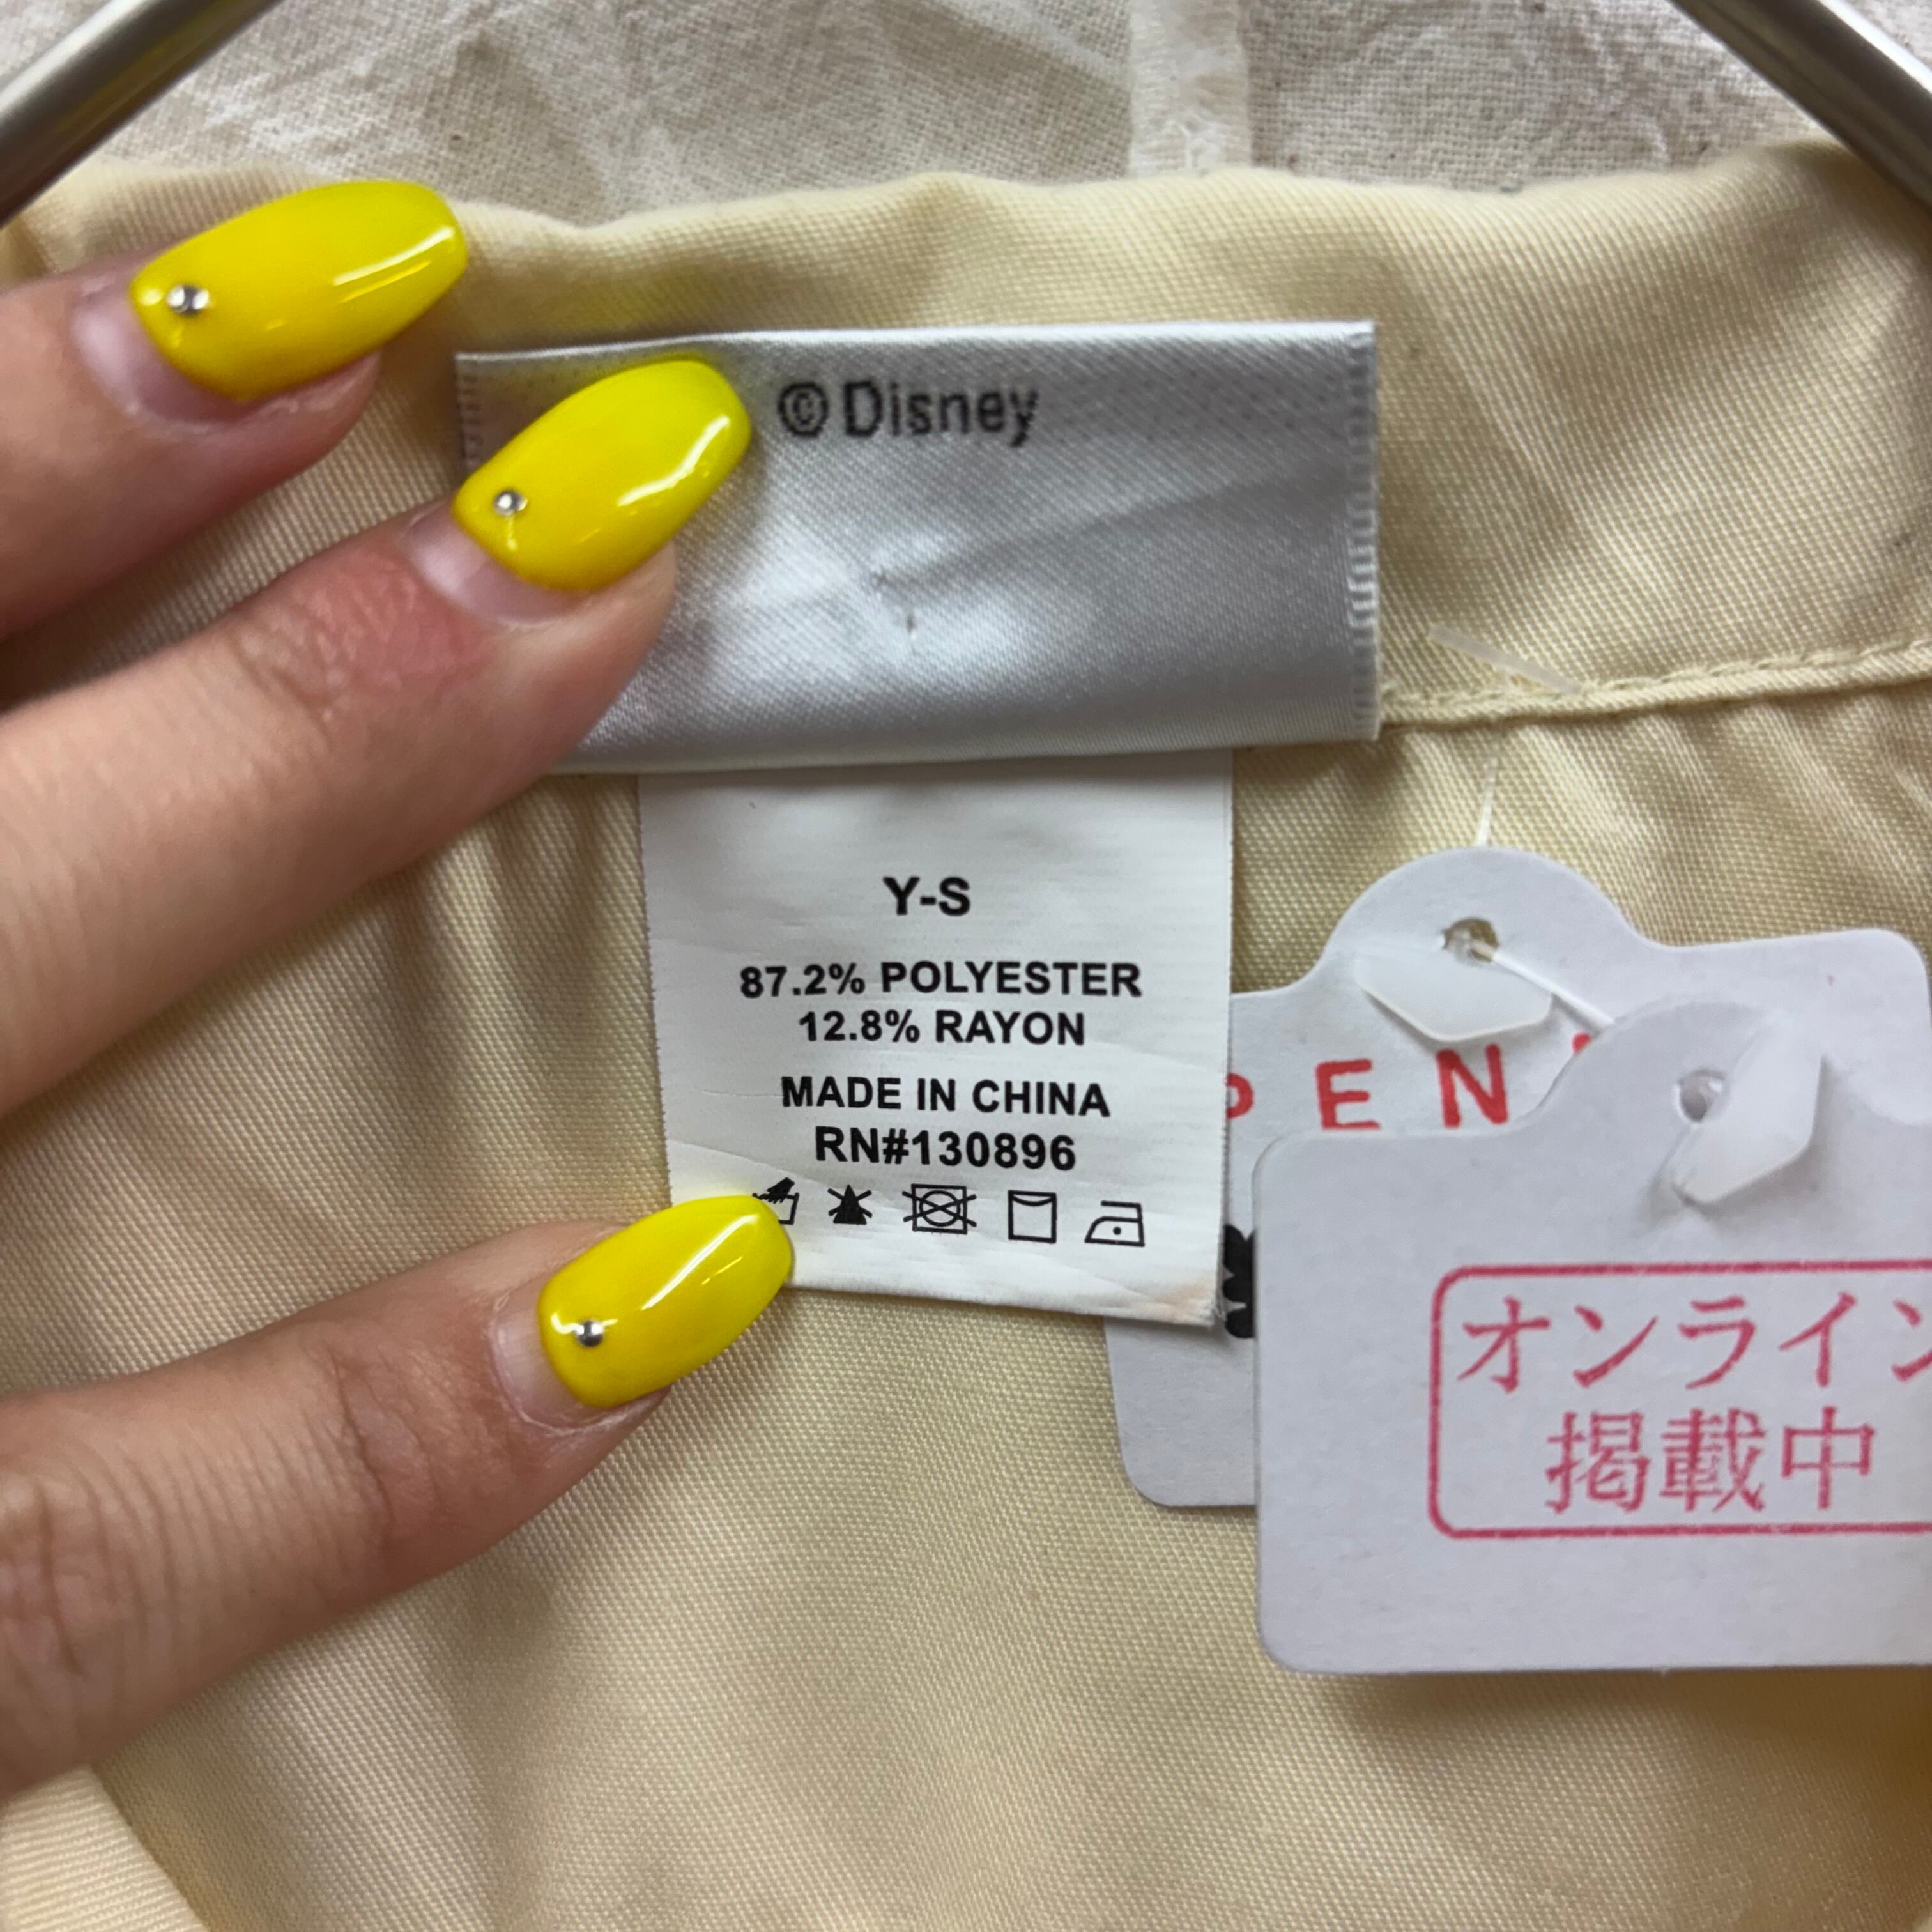 ©Disney
Y-S
87.2% POLYESTER
12.8% RAYON
MADE IN CHINA
RN#130896
PEN
オンライン
掲載中